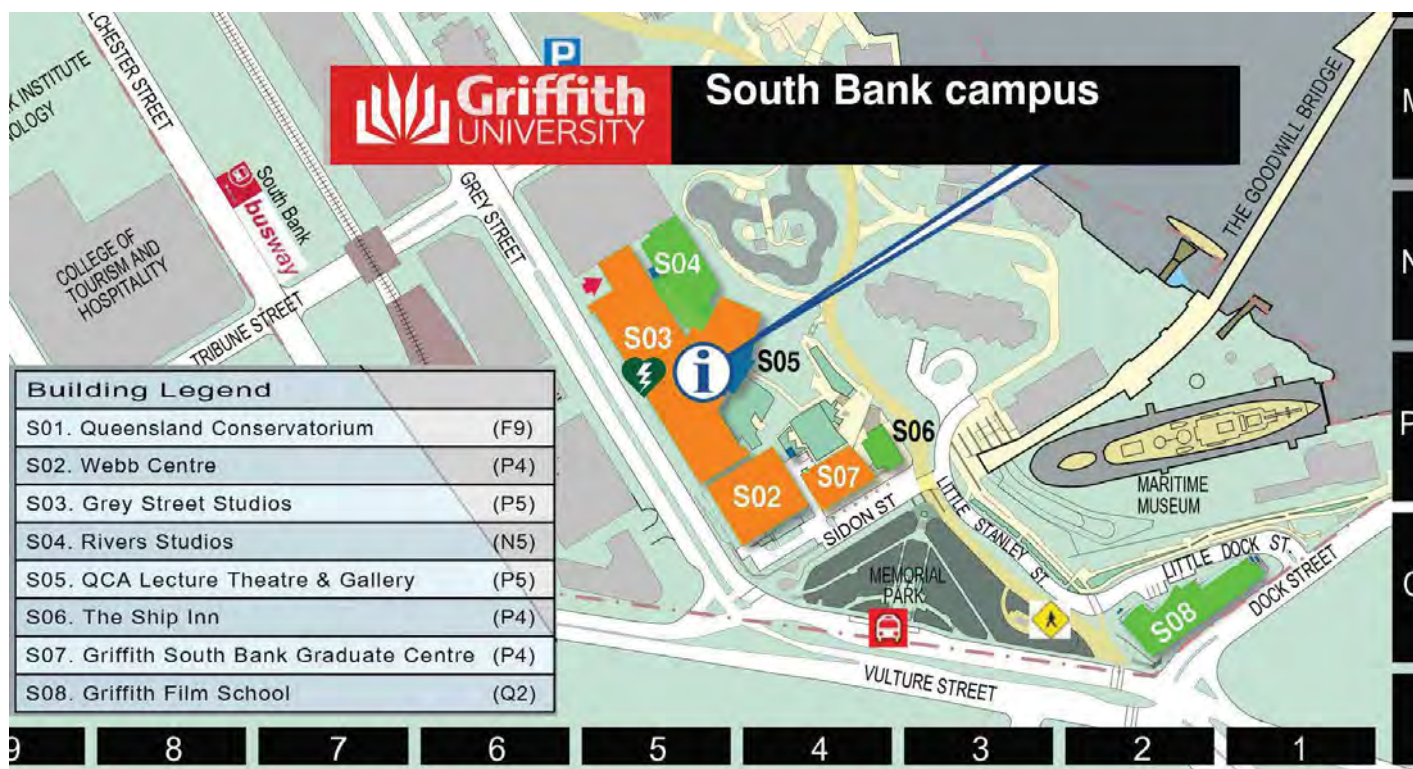 LCHESTER STREET
K INSTITUTE
OLOGY
P
Griffith
UNIVERSITY
South Bank campus
THE GOODWILL BRIDGE
M
South Bank
busway
GREY STREET
COLLEGE OF
TOURISM AND
HOSPITALITY
TRIBUNE STREET
N
S04
S03
i
S05
S06
S07
S02
SIDON ST
LITTLE STANLEY
ST.
MARITIME
MUSEUM
P
LITTLE DOCK ST.
DOCK STREET
MEMORIAL
PARK
S08
VULTURE STREET
Building Legend
S01. Queensland Conservatorium (F9)
S02. Webb Centre (P4)
S03. Grey Street Studios (P5)
S04. Rivers Studios (N5)
S05. QCA Lecture Theatre & Gallery (P5)
S06. The Ship Inn (P4)
S07. Griffith South Bank Graduate Centre (P4)
S08. Griffith Film School (Q2)
9 8 7 6 5 4 3 2 1